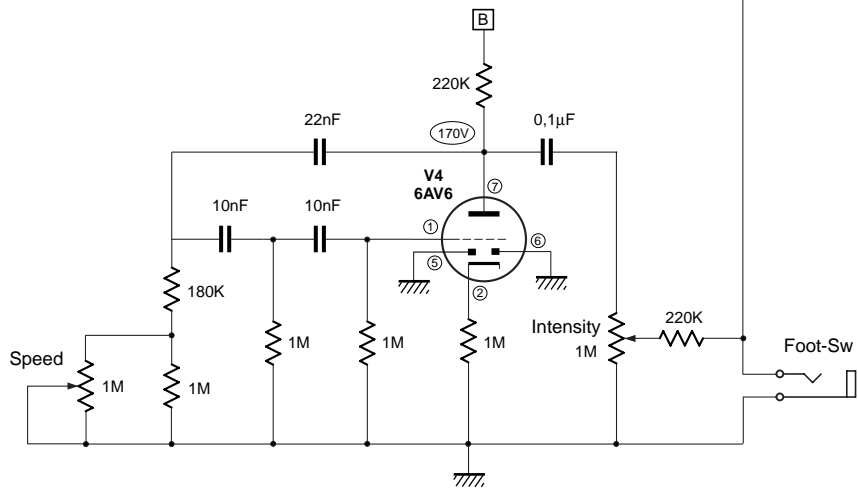 B
220K
22nF
0,1µF
170V
V4
6AV6
7
10nF
10nF
1
6
5
2
180K
Intensity
220K
1M
1M
1M
1M
Foot-Sw
Speed
1M
1M